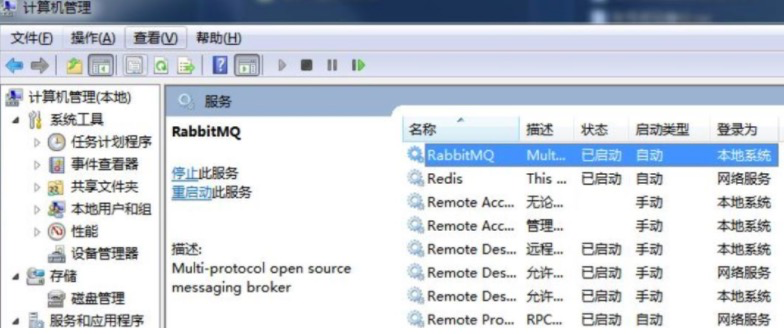 计算机管理
文件(F) 操作(A) 查看(V) 帮助(H)
计算机管理(本地)
系统工具
任务计划程序
事件查看器
共享文件夹
本地用户和组
性能
设备管理器
存储
磁盘管理
服务和应用程序
服务
RabbitMQ
停止此服务
重启动此服务
描述:
Multi-protocol open source
messaging broker
名称 描述 状态 启动类型 登录为
RabbitMQ Mult... 已启动 自动 本地系统
Redis This ... 已启动 自动 网络服务
Remote Acc... 无论... 手动 本地系统
Remote Acc... 管理... 手动 本地系统
Remote Des... 远程... 已启动 手动 本地系统
Remote Des... 允许... 已启动 手动 网络服务
Remote Des... 允许... 已启动 手动 本地系统
Remote Pro... RPC... 已启动 自动 网络服务